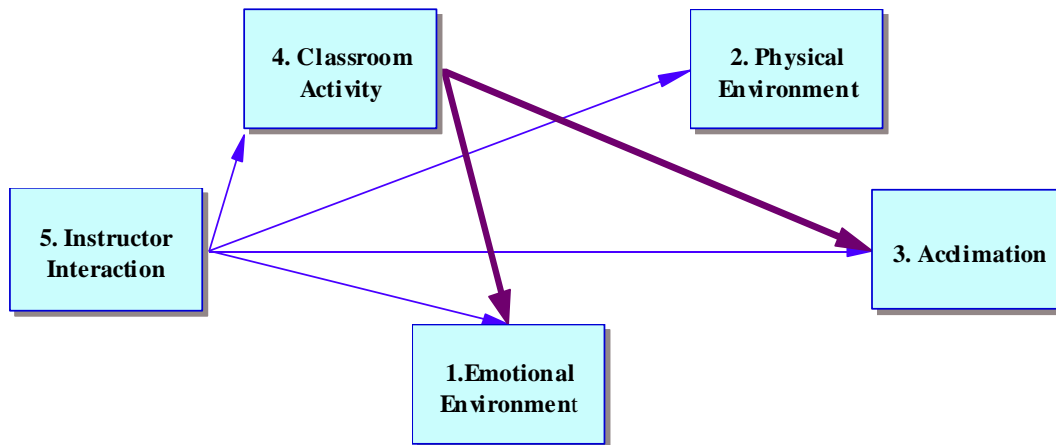 4. Classroom
Activity
2. Physical
Environment
5. Instructor
Interaction
3. Acclimation
1.Emotional
Environment